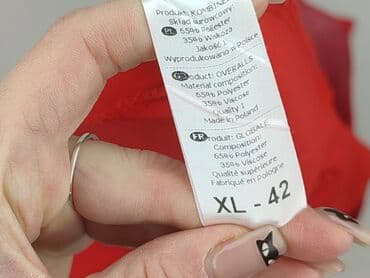 Produkt: KOMBINEZ
Skład surowcowy:
PL 65% Poliester
35% Wiskoza
Jakość I
Wyprodukowano w Polsce
GB Product: OVERALLS
Material composition:
65% Polyester
35% Viscose
Quality I
Made in Poland
FR Produit: GLOBAL
Composition:
65% Polyester
35% Viscose
Qualité supérieure
Fabriqué en Pologne
XL - 42